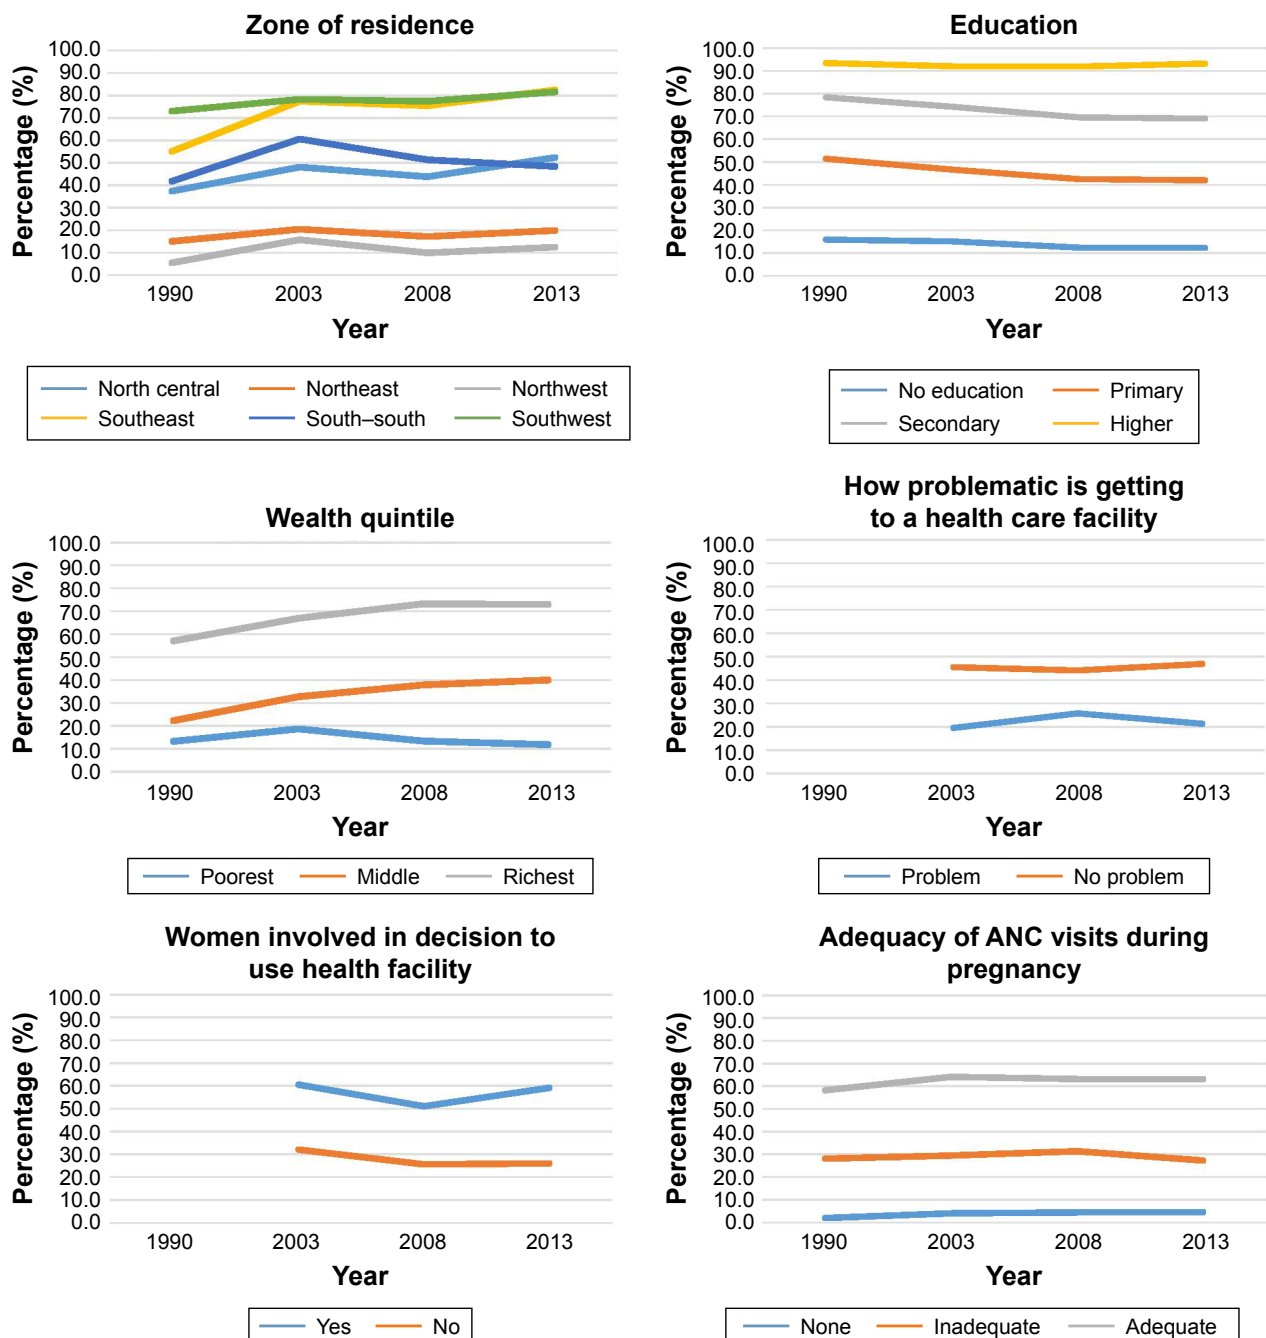 Zone of residence
Percentage (%)
100.0
90.0
80.0
70.0
60.0
50.0
40.0
30.0
20.0
10.0
0.0
1990 2003 2008 2013
Year
North central Northeast Northwest
Southeast South–south Southwest
Education
Percentage (%)
100.0
90.0
80.0
70.0
60.0
50.0
40.0
30.0
20.0
10.0
0.0
1990 2003 2008 2013
Year
No education Primary
Secondary Higher
Wealth quintile
Percentage (%)
100.0
90.0
80.0
70.0
60.0
50.0
40.0
30.0
20.0
10.0
0.0
1990 2003 2008 2013
Year
Poorest Middle Richest
How problematic is getting
to a health care facility
Percentage (%)
100.0
90.0
80.0
70.0
60.0
50.0
40.0
30.0
20.0
10.0
0.0
1990 2003 2008 2013
Year
Problem No problem
Women involved in decision to
use health facility
Percentage (%)
100.0
90.0
80.0
70.0
60.0
50.0
40.0
30.0
20.0
10.0
0.0
1990 2003 2008 2013
Year
Yes No
Adequacy of ANC visits during
pregnancy
Percentage (%)
100.0
90.0
80.0
70.0
60.0
50.0
40.0
30.0
20.0
10.0
0.0
1990 2003 2008 2013
Year
None Inadequate Adequate